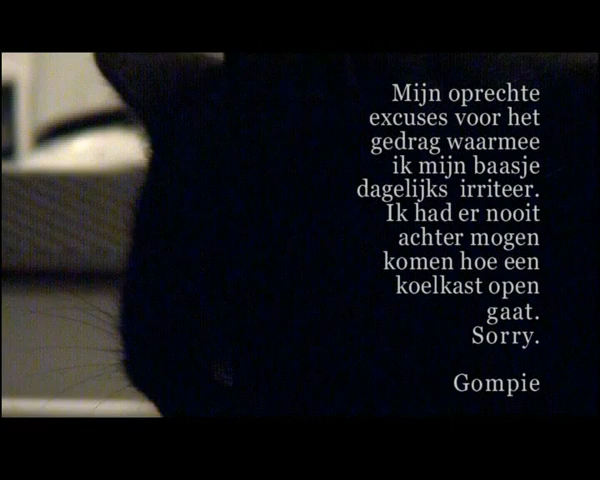 Mijn oprechte
excuses voor het
gedrag waarmee
ik mijn baasje
dagelijks irriteer.
Ik had er nooit
achter mogen
komen hoe een
koelkast open
gaat.
Sorry.
Gompie